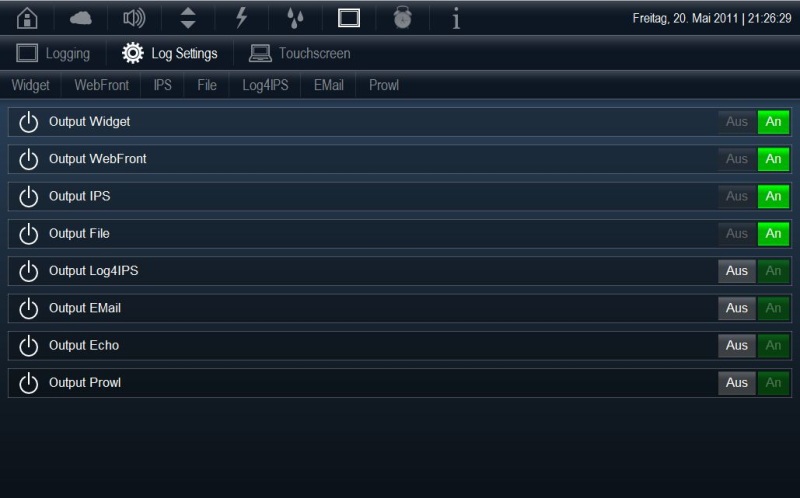 Freitag, 20. Mai 2011 | 21:26:29
Logging Log Settings Touchscreen
Widget WebFront IPS File Log4IPS EMail Prowl
Output Widget Aus An
Output WebFront Aus An
Output IPS Aus An
Output File Aus An
Output Log4IPS Aus An
Output EMail Aus An
Output Echo Aus An
Output Prowl Aus An